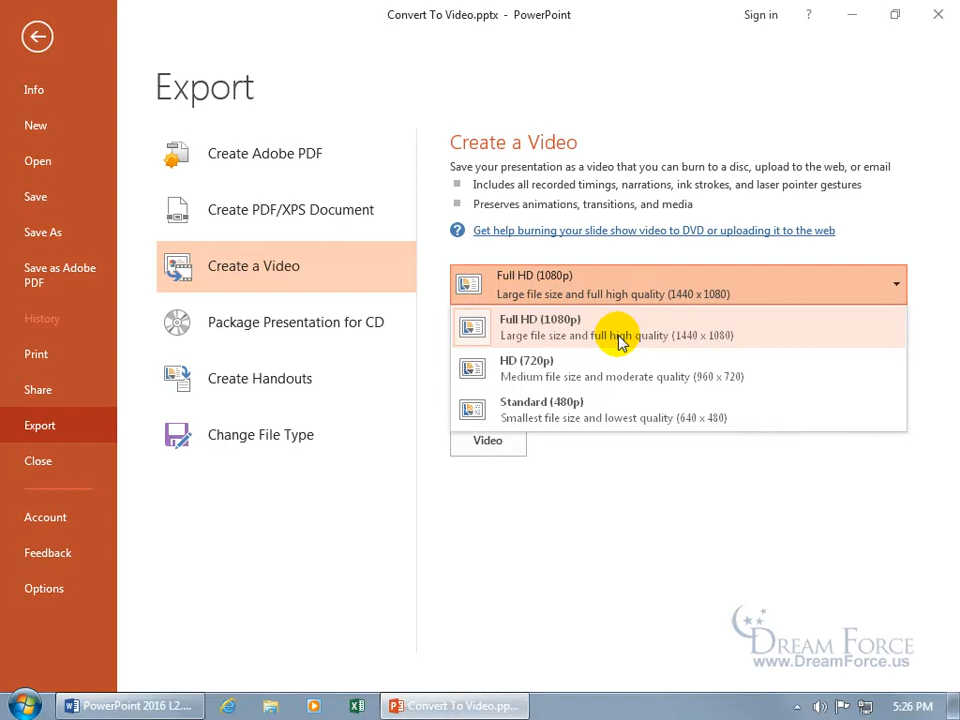 Convert To Video.pptx - PowerPoint
Sign in
?
Info
New
Open
Save
Save As
Save as Adobe
PDF
History
Print
Share
Export
Close
Account
Feedback
Options
Export
Create Adobe PDF
Create PDF/XPS Document
Create a Video
Package Presentation for CD
Create Handouts
Change File Type
Create a Video
Save your presentation as a video that you can burn to a disc, upload to the web, or email
Includes all recorded timings, narrations, ink strokes, and laser pointer gestures
Preserves animations, transitions, and media
? Get help burning your slide show video to DVD or uploading it to the web
Full HD (1080p)
Large file size and full high quality (1440 x 1080)
Full HD (1080p)
Large file size and full high quality (1440 x 1080)
HD (720p)
Medium file size and moderate quality (960 x 720)
Standard (480p)
Smallest file size and lowest quality (640 x 480)
Video
DREAM FORCE
www.DreamForce.us
PowerPoint 2016 L2....
Convert To Video.pp...
5:26 PM